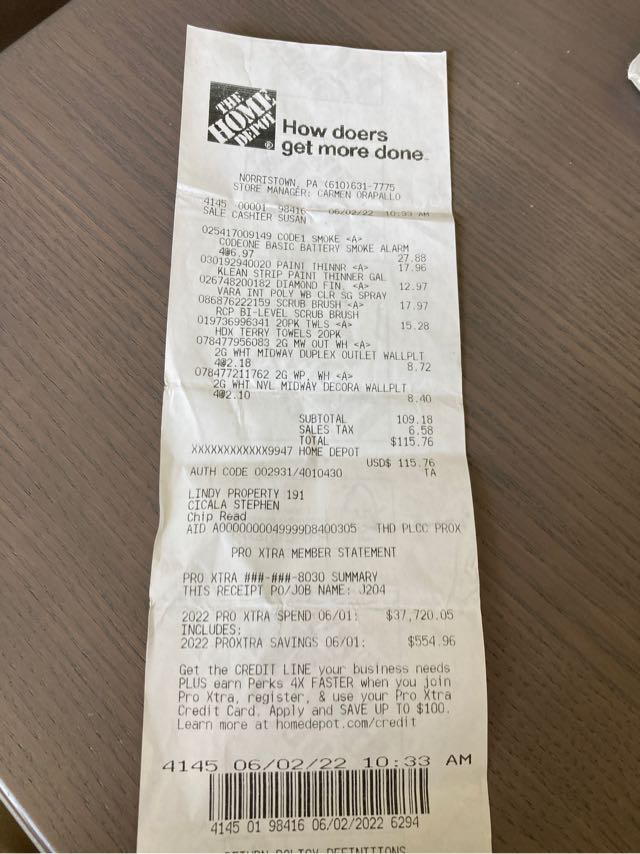 THE
HOME
DEPOT
®
How doers
get more done.
NORRISTOWN, PA (610)631-7775
STORE MANAGER: CARMEN ORAPALLO
4145 00001 98416 06/02/22 10:33 AM
SALE CASHIER SUSAN
025417009149 CODE1 SMOKE <A>
CODEONE BASIC BATTERY SMOKE ALARM
4@6.97 27.88
030192940020 PAINT THINNR <A> 17.96
KLEAN STRIP PAINT THINNER GAL
026748200182 DIAMOND FIN. <A> 12.97
VARA INT POLY WB CLR SG SPRAY
086876222159 SCRUB BRUSH <A> 17.97
RCP BI-LEVEL SCRUB BRUSH
019736996341 20PK TWLS <A> 15.28
HDX TERRY TOWELS 20PK
078477956083 2G MW OUT WH <A>
2G WHT MIDWAY DUPLEX OUTLET WALLPLT
4@2.18 8.72
078477211762 2G WP, WH <A>
2G WHT NYL MIDWAY DECORA WALLPLT
4@2.10 8.40
SUBTOTAL 109.18
SALES TAX 6.58
TOTAL $115.76
XXXXXXXXXXXX9947 HOME DEPOT
USD$ 115.76
AUTH CODE 002931/4010430 TA
LINDY PROPERTY 191
CICALA STEPHEN
Chip Read
AID A0000000049999D8400305 THD PLCC PROX
PRO XTRA MEMBER STATEMENT
PRO XTRA ###-###-8030 SUMMARY
THIS RECEIPT PO/JOB NAME: J204
2022 PRO XTRA SPEND 06/01: $37,720.05
INCLUDES:
2022 PROXTRA SAVINGS 06/01: $554.96
Get the CREDIT LINE your business needs
PLUS earn Perks 4X FASTER when you join
Pro Xtra, register, & use your Pro Xtra
Credit Card. Apply and SAVE UP TO $100.
Learn more at homedepot.com/credit
4145 06/02/22 10:33 AM
4145 01 98416 06/02/2022 6294
RETURN POLICY DEFINITIONS